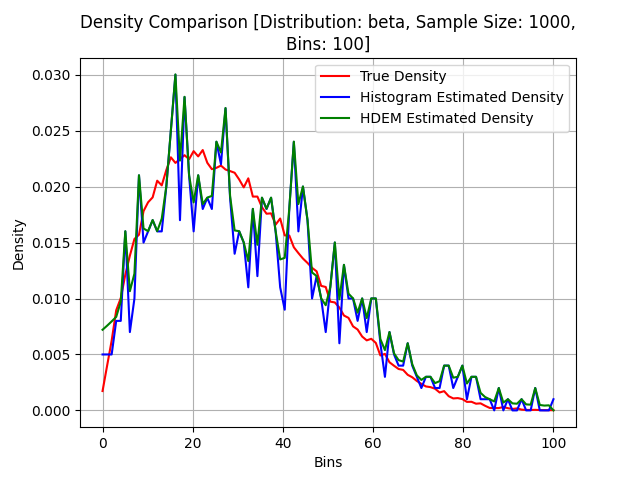 Density Comparison [Distribution: beta, Sample Size: 1000,
Bins: 100]
True Density
Histogram Estimated Density
HDEM Estimated Density
Density
0.030
0.025
0.020
0.015
0.010
0.005
0.000
0 20 40 60 80 100
Bins